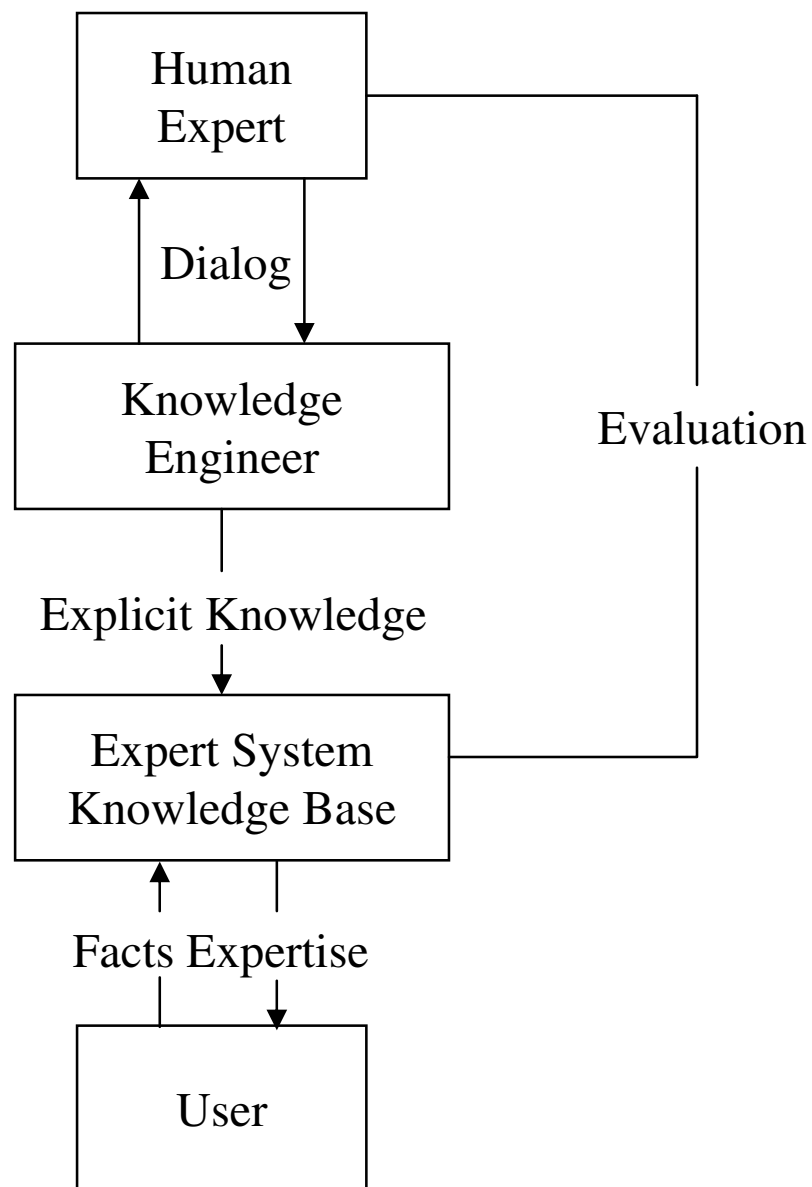 Human
Expert
Dialog
Knowledge
Engineer
Evaluation
Explicit Knowledge
Expert System
Knowledge Base
Facts Expertise
User